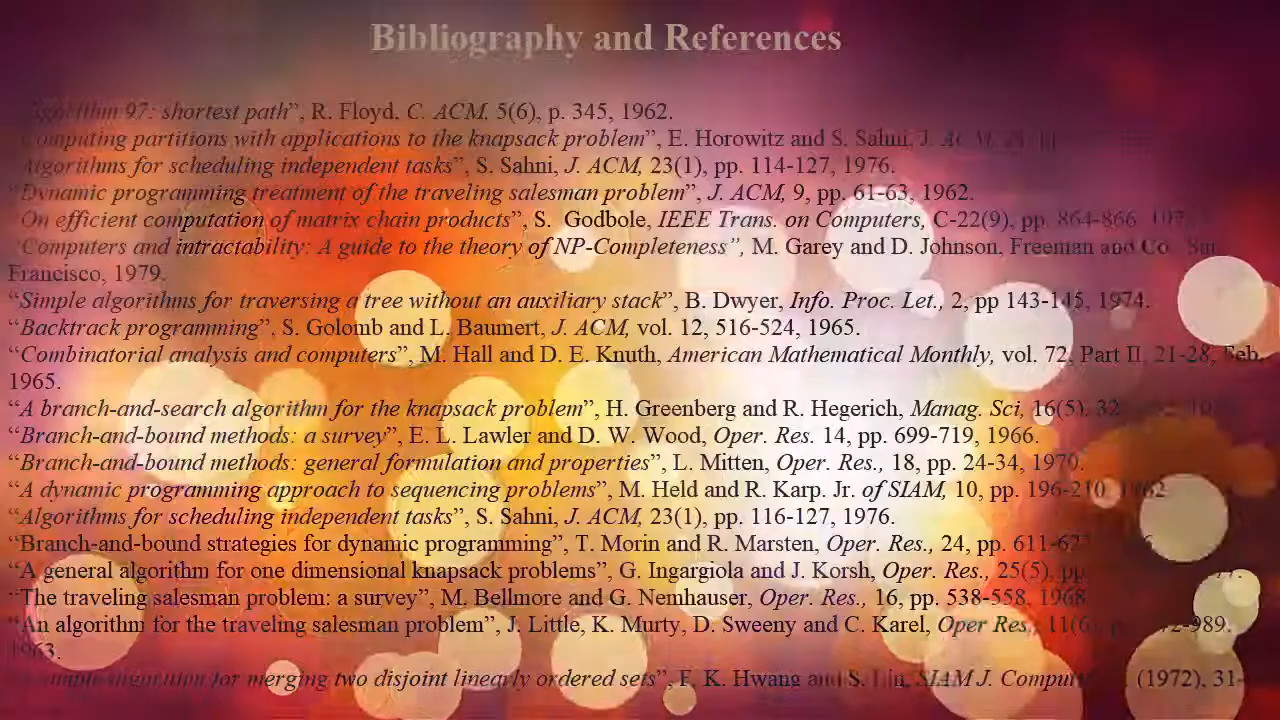 Bibliography and References
97: shortest path”, R. Floyd. C. ACM, 5(6), p. 345, 1962.
Computing partitions with applications to the knapsack problem”, E. Horowitz and S. Sahni, J. ACM,
Algorithms for scheduling independent tasks”, S. Sahni, J. ACM, 23(1), pp. 114-127, 1976.
“Dynamic programming treatment of the traveling salesman problem”, J. ACM, 9, pp. 61-63, 1962.
“On efficient computation of matrix chain products”, S. Godbole, IEEE Trans. on Computers, C-22(9), pp. 864-866
“Computers and intractability: A guide to the theory of NP-Completeness”, M. Garey and D. Johnson, Freeman and Co. San
Francisco, 1979.
“Simple algorithms for traversing a tree without an auxiliary stack”, B. Dwyer, Info. Proc. Let., 2, pp 143-145, 1974.
“Backtrack programming”, S. Golomb and L. Baumert, J. ACM, vol. 12, 516-524, 1965.
“Combinatorial analysis and computers”, M. Hall and D. E. Knuth, American Mathematical Monthly, vol. 72, Part II, 21-28, Feb.
1965.
“A branch-and-search algorithm for the knapsack problem”, H. Greenberg and R. Hegerich, Manag. Sci, 16(5)
“Branch-and-bound methods: a survey”, E. L. Lawler and D. W. Wood, Oper. Res. 14, pp. 699-719, 1966.
“Branch-and-bound methods: general formulation and properties”, L. Mitten, Oper. Res., 18, pp. 24-34, 1970.
“A dynamic programming approach to sequencing problems”, M. Held and R. Karp. Jr. of SIAM, 10, pp. 196-210, 1962
“Algorithms for scheduling independent tasks”, S. Sahni, J. ACM, 23(1), pp. 116-127, 1976.
“Branch-and-bound strategies for dynamic programming”, T. Morin and R. Marsten, Oper. Res., 24, pp.
“A general algorithm for one dimensional knapsack problems”, G. Ingargiola and J. Korsh, Oper. Res., 25(5), pp
“The traveling salesman problem: a survey”, M. Bellmore and G. Nemhauser, Oper. Res., 16, pp. 538-558, 1968
“An algorithm for the traveling salesman problem”, J. Little, K. Murty, D. Sweeny and C. Karel, Oper Res,
1963.
for merging two disjoint linearly ordered sets”, F. K. Hwang and S. Lin, SIAM J. (1972), 31-